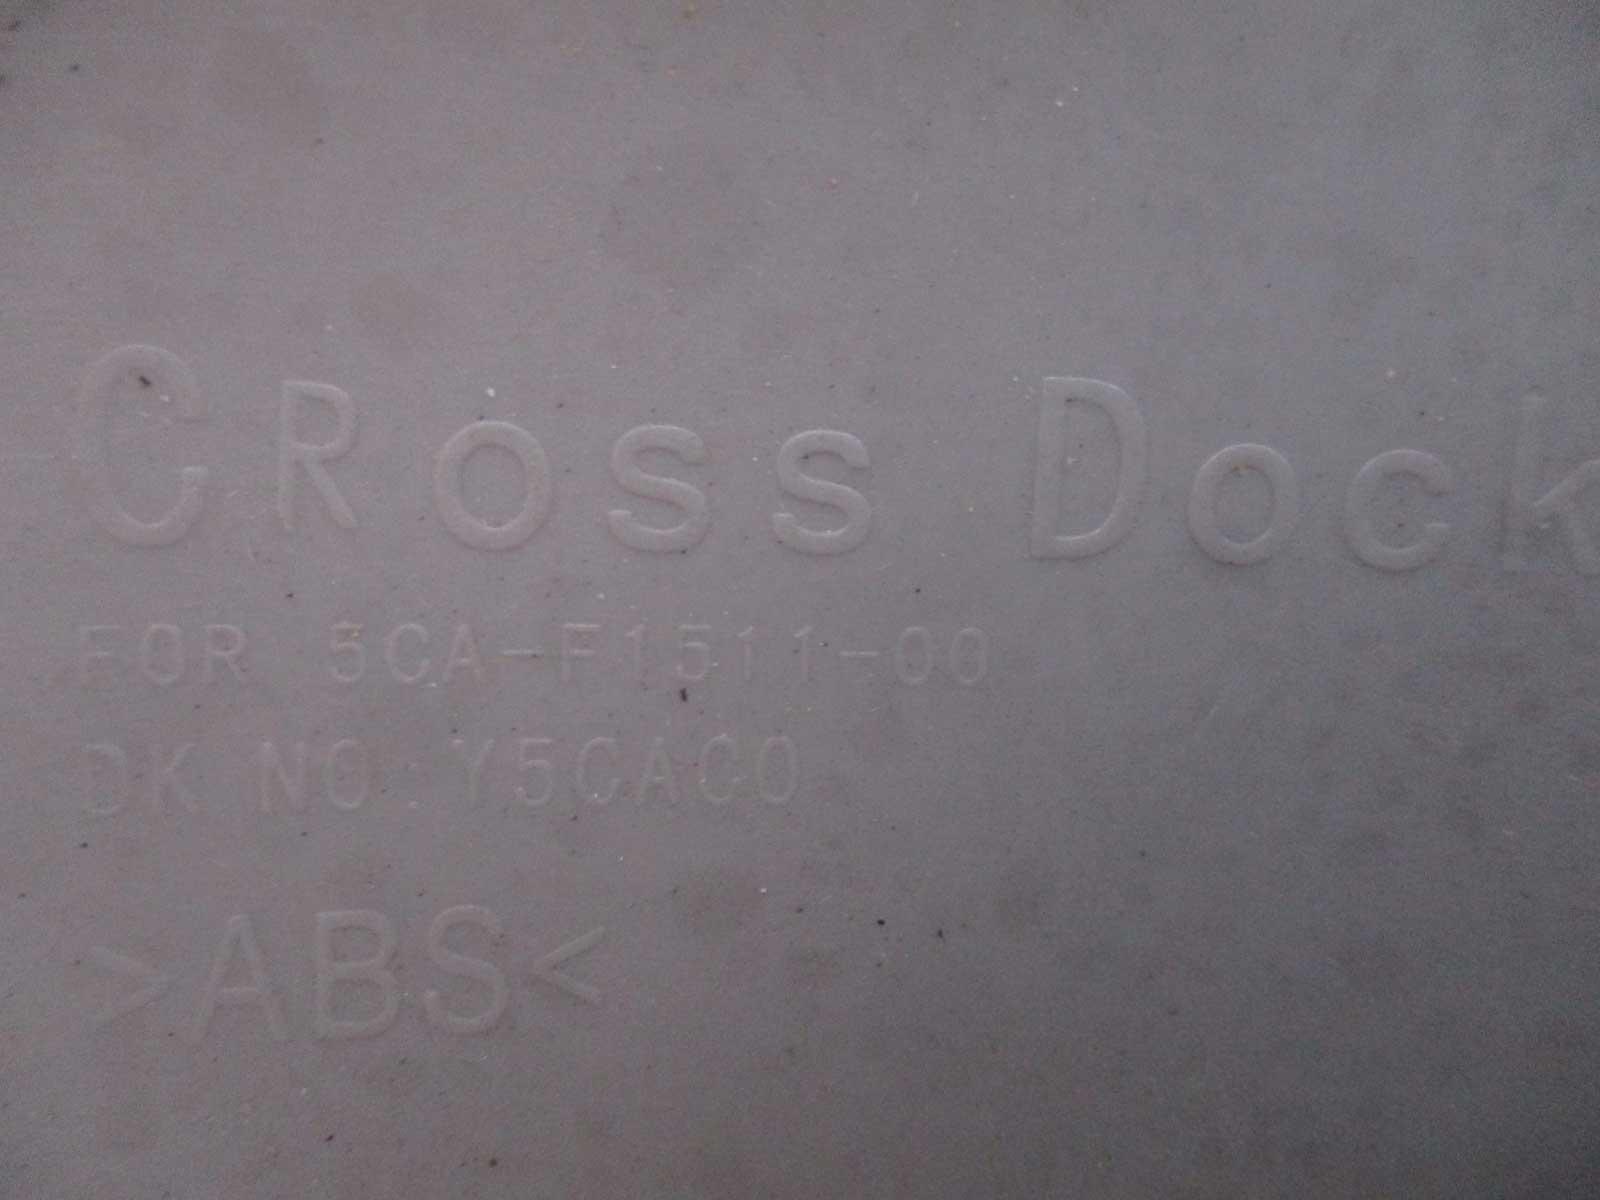 CRoss Dock
FOR 5CA-F1511-00
DK NO Y5CAC0
>ABS<